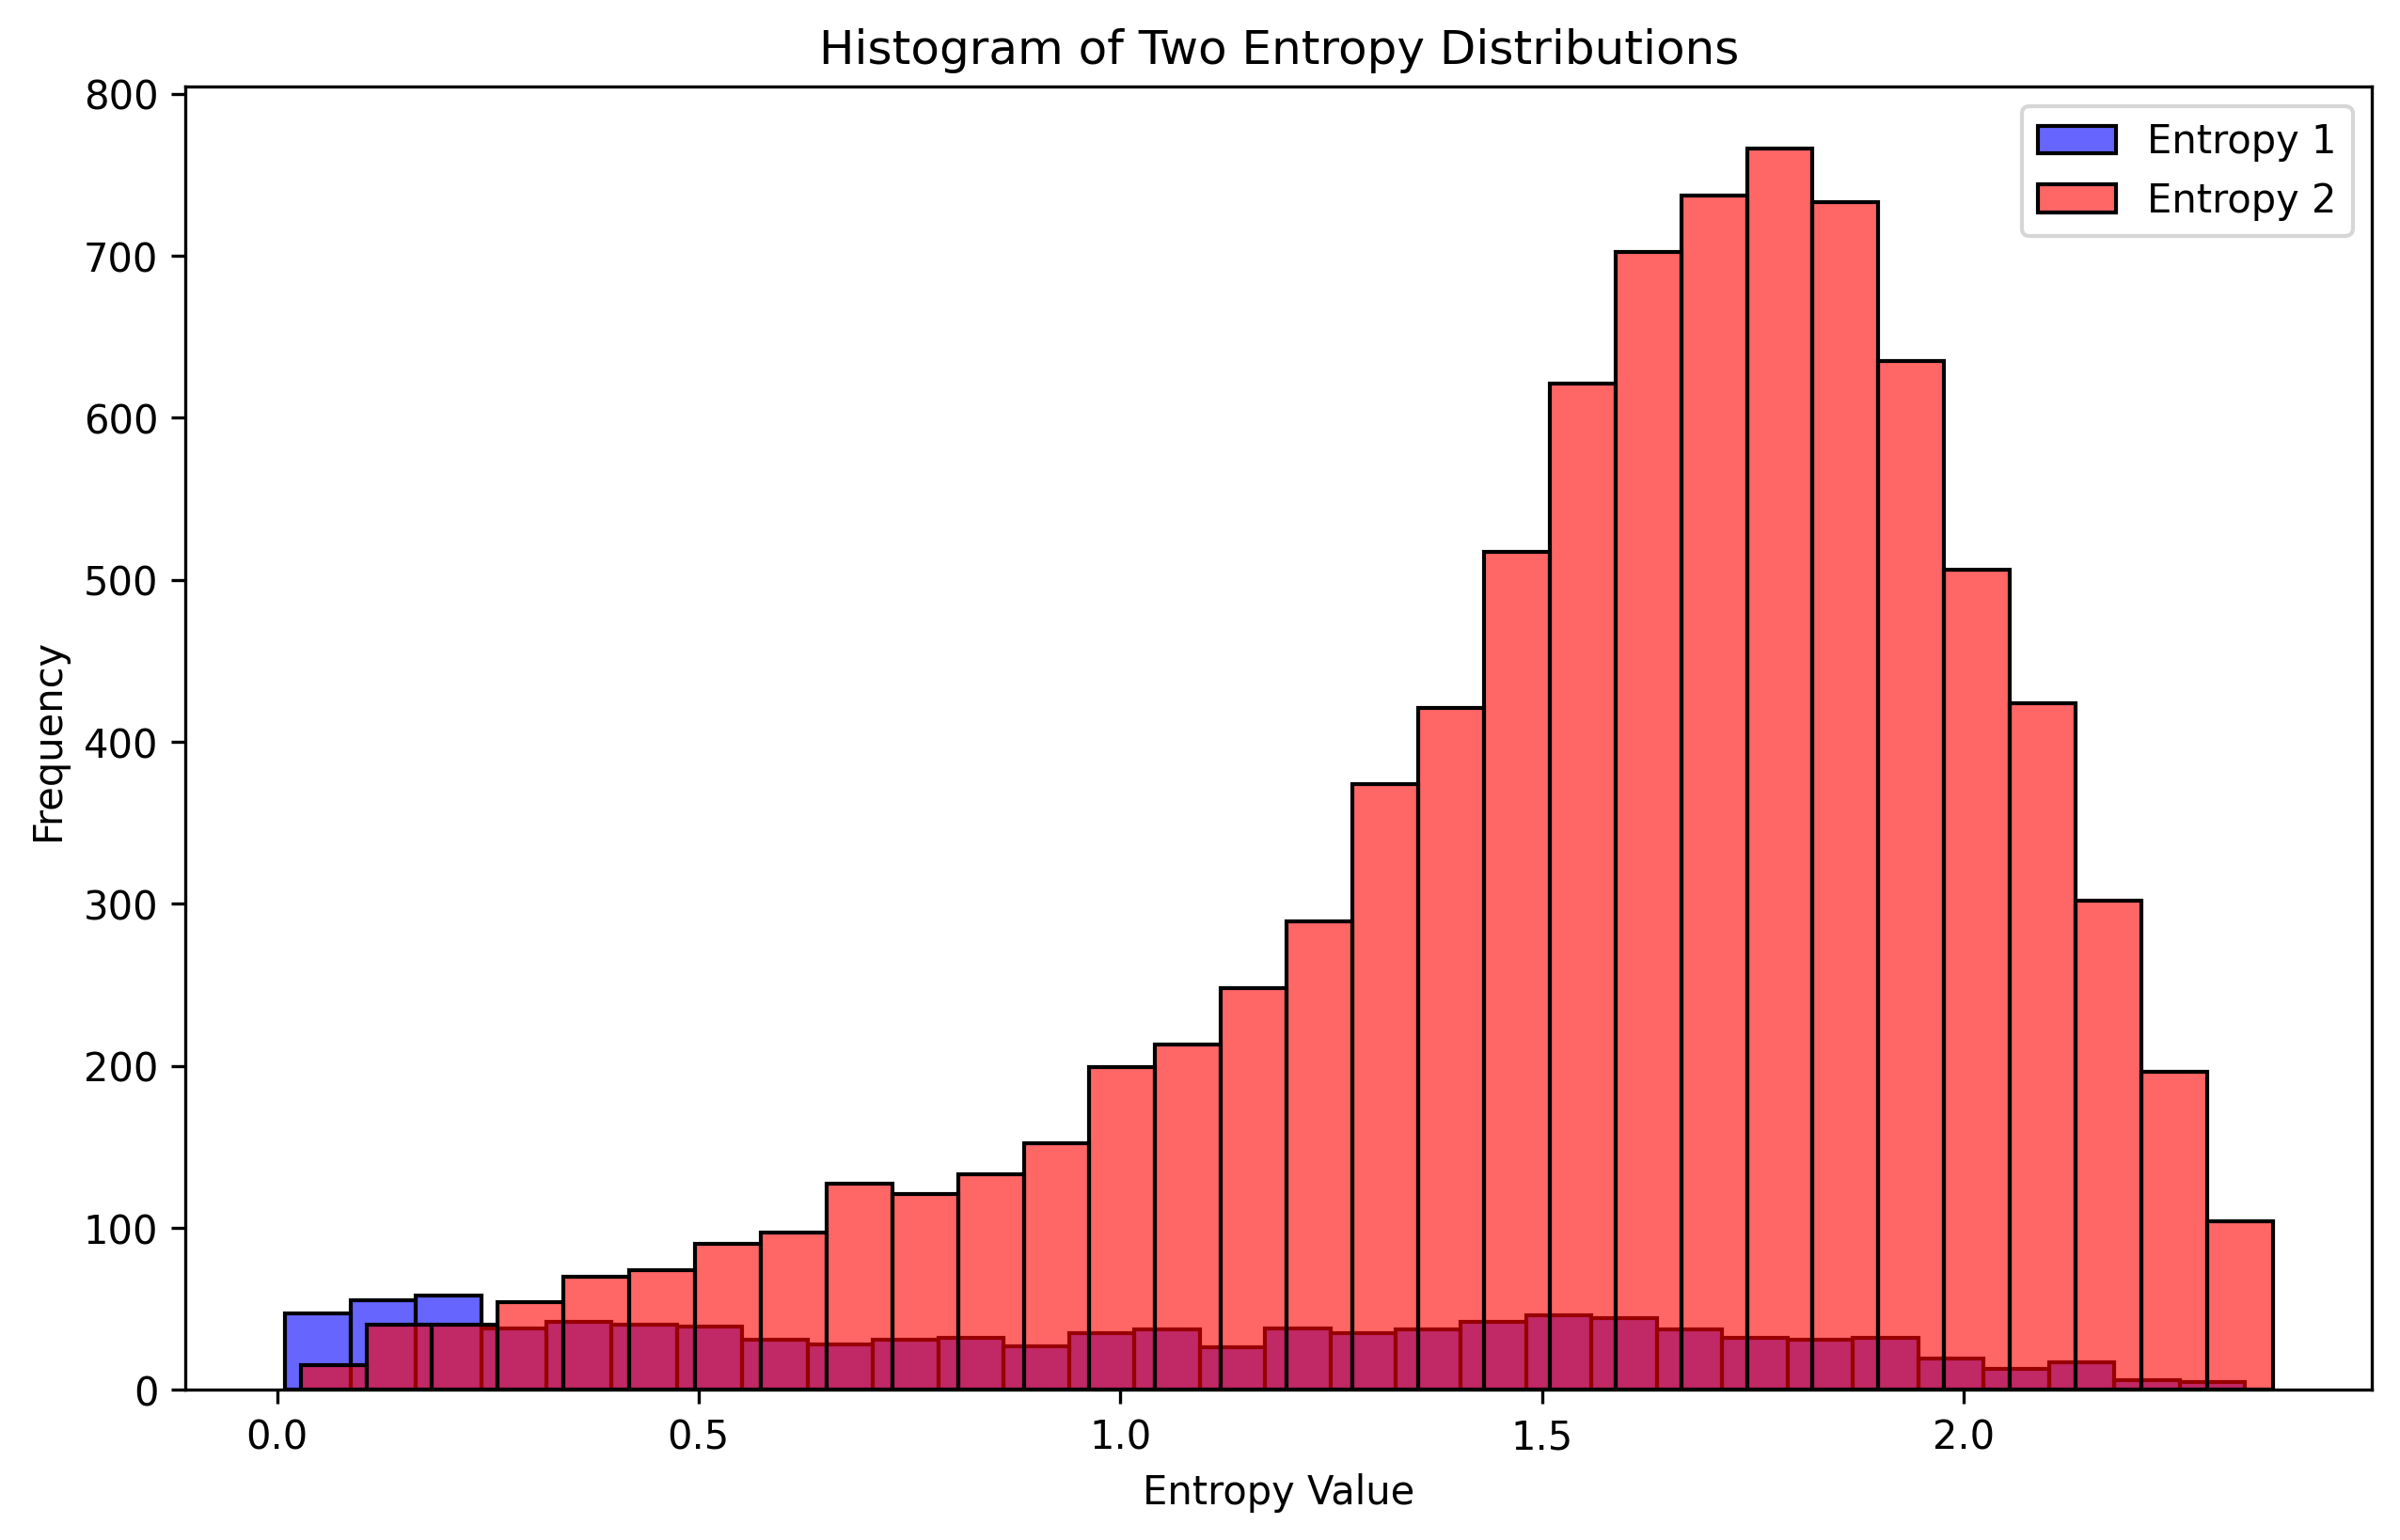 Histogram of Two Entropy Distributions
800
700
600
500
400
300
200
100
0
Frequency
Entropy 1
Entropy 2
0.0 0.5 1.0 1.5 2.0
Entropy Value